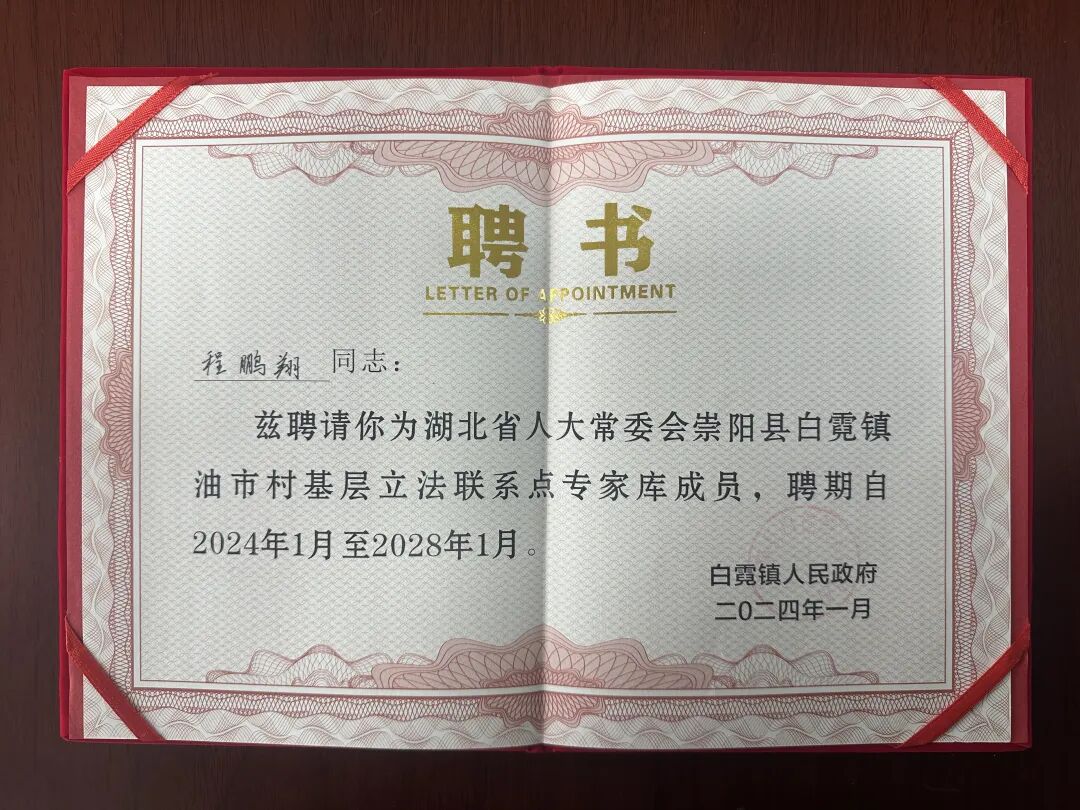 聘书
LETTER OF APPOINTMENT
程鹏翔 同志：
兹聘请你为湖北省人大常委会崇阳县白霓镇
油市村基层立法联系点专家库成员，聘期自
2024年1月至2028年1月。
白霓镇人民政府
二〇二四年一月